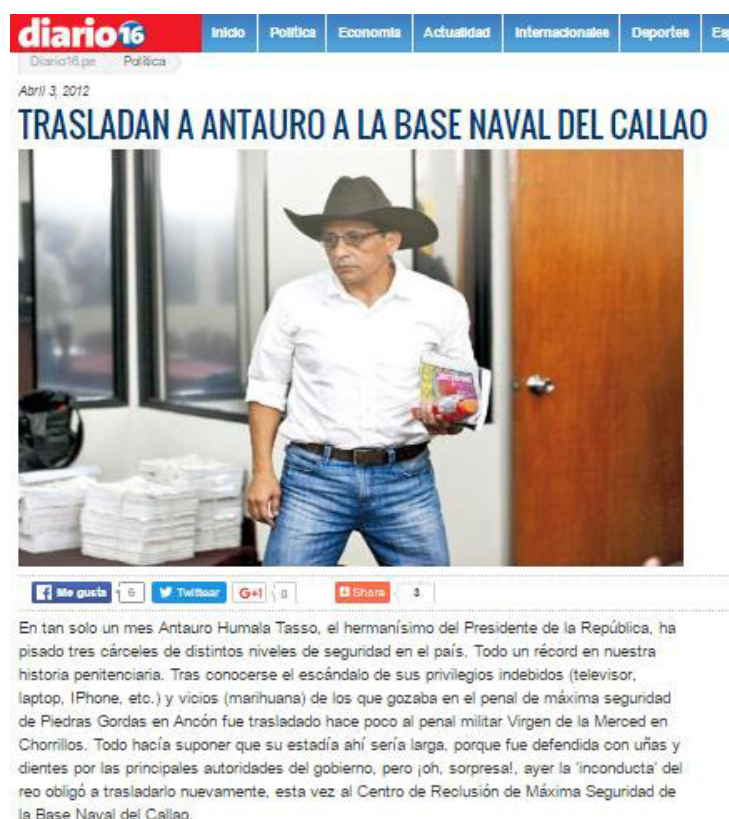 diario16
Inicio Política Economía Actualidad Internacionales Deportes
Diario16.pe Política
Abril 3, 2012
TRASLADAN A ANTAURO A LA BASE NAVAL DEL CALLAO
Me gusta 6 Twittear G+1 0 Share 3
En tan solo un mes Antauro Humala Tasso, el hermanísimo del Presidente de la República, ha
pisado tres cárceles de distintos niveles de seguridad en el país. Todo un récord en nuestra
historia penitenciaria. Tras conocerse el escándalo de sus privilegios indebidos (televisor,
laptop, IPhone, etc.) y vicios (marihuana) de los que gozaba en el penal de máxima seguridad
de Piedras Gordas en Ancón fue trasladado hace poco al penal militar Virgen de la Merced en
Chorrillos. Todo hacía suponer que su estadía ahí sería larga, porque fue defendida con uñas y
dientes por las principales autoridades del gobierno, pero ¡oh, sorpresa!, ayer la 'inconducta' del
reo obligó a trasladarlo nuevamente, esta vez al Centro de Reclusión de Máxima Seguridad de
la Base Naval del Callao.